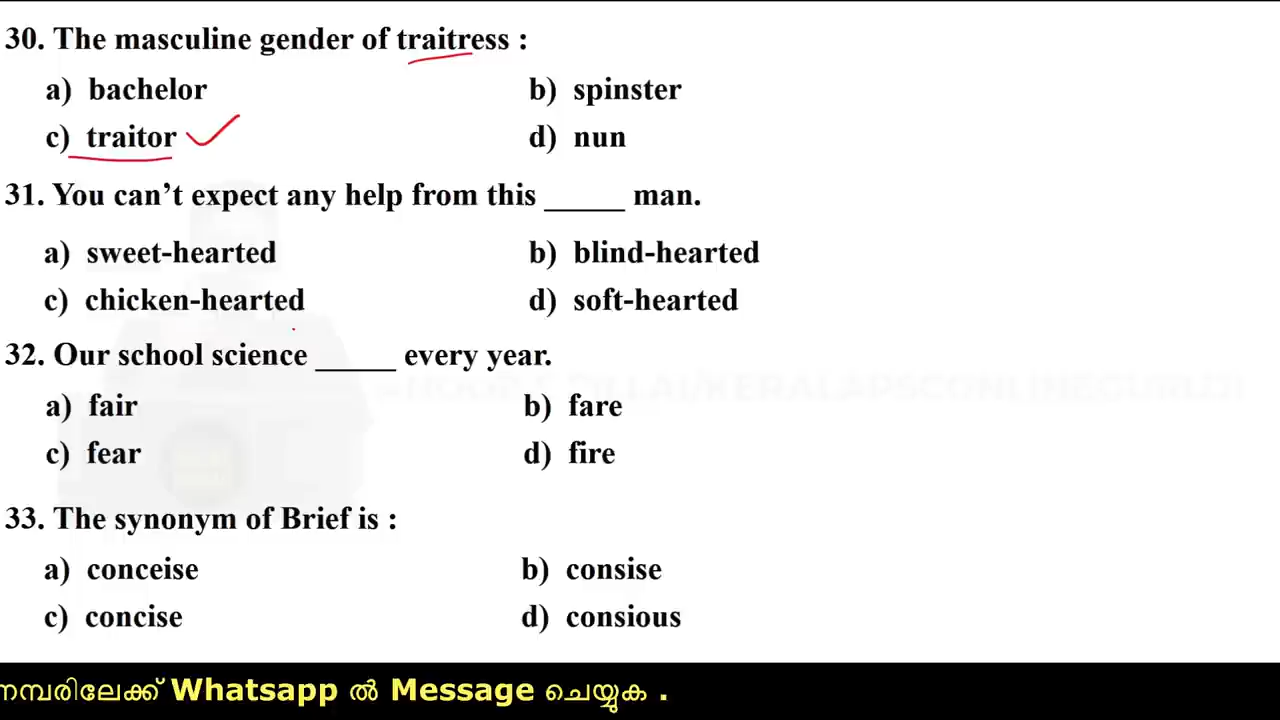 30. The masculine gender of traitress :
a) bachelor b) spinster
c) traitor d) nun
31. You can’t expect any help from this _____ man.
a) sweet-hearted b) blind-hearted
c) chicken-hearted d) soft-hearted
32. Our school science _____ every year.
a) fair b) fare
c) fear d) fire
33. The synonym of Brief is :
a) conceise b) consise
c) concise d) consious
നമ്പരിലേക്ക് Whatsapp ൽ Message ചെയ്യുക .